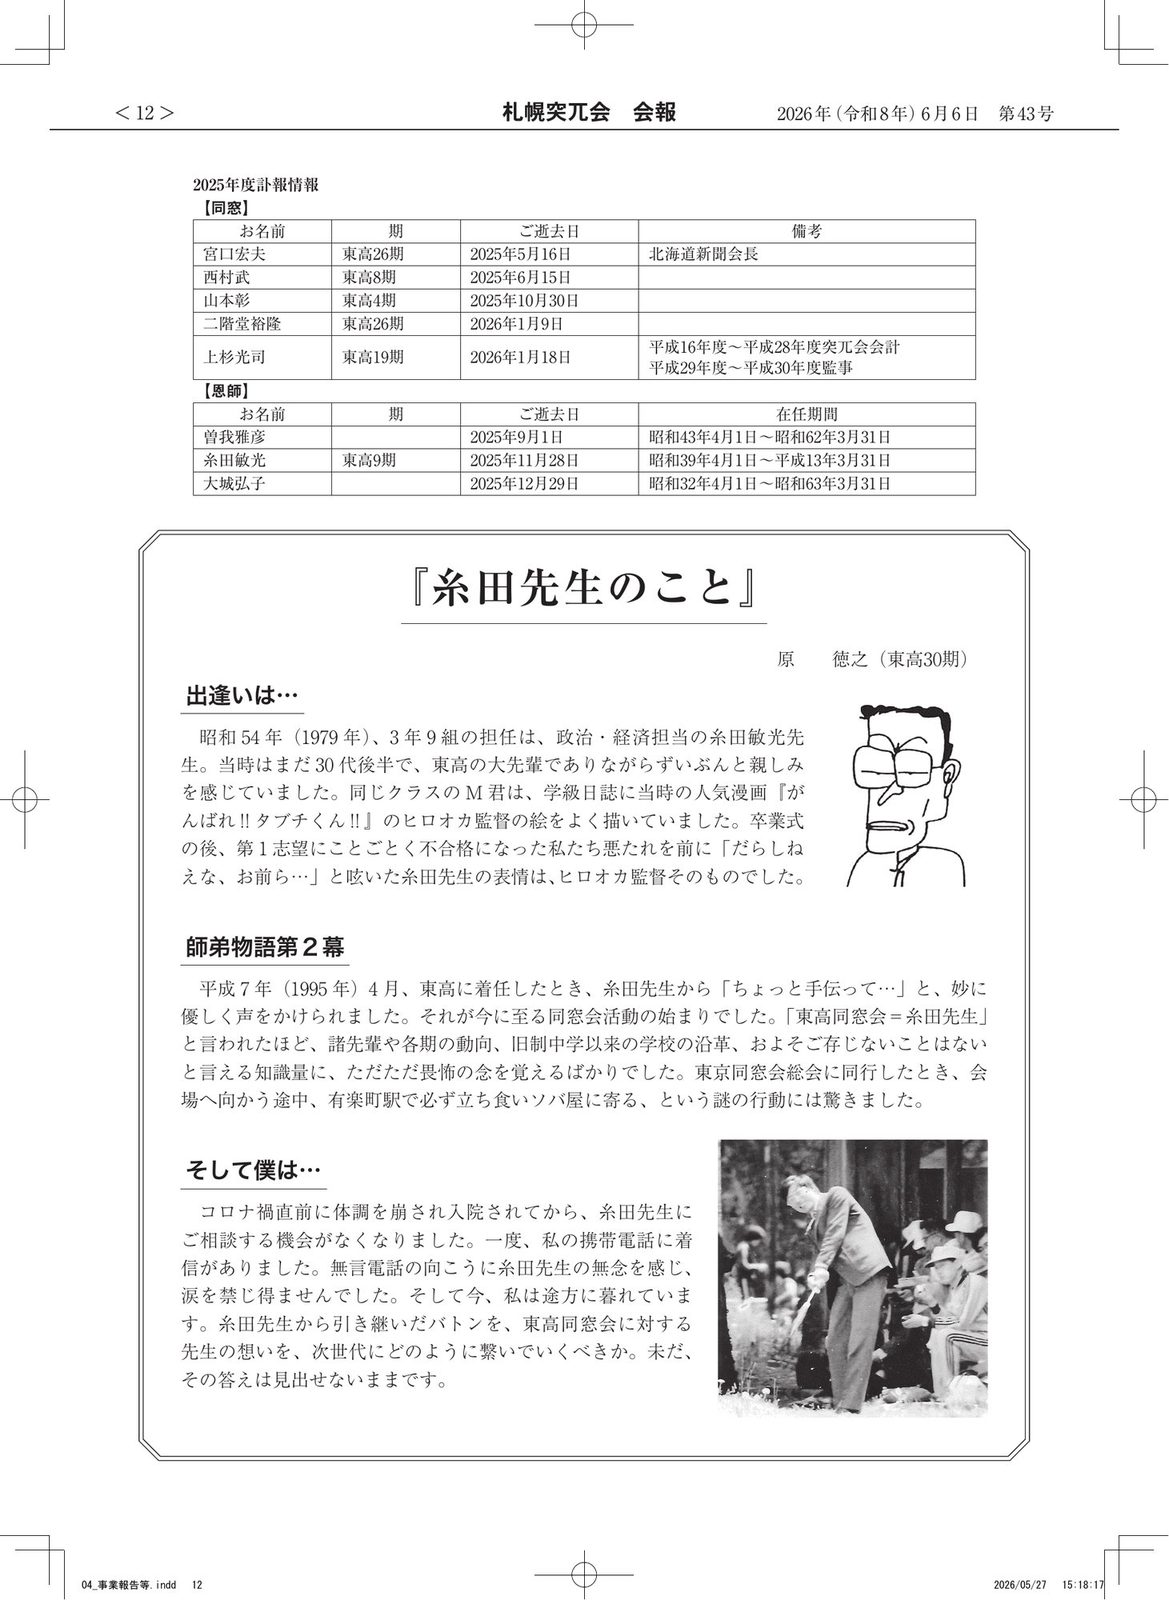 ＜12＞　札幌突兀会　会報　2026年（令和8年）6月6日　第43号
2025年度訃報情報
【同窓】
お名前　期　ご逝去日　備考
宮口宏夫　東高26期　2025年5月16日　北海道新聞会長
西村武　東高8期　2025年6月15日
山本彰　東高4期　2025年10月30日
二階堂裕隆　東高26期　2026年1月9日
上杉光司　東高19期　2026年1月18日　平成16年度～平成28年度突兀会会計
平成29年度～平成30年度監事
【恩師】
お名前　期　ご逝去日　在任期間
曽我雅彦　2025年9月1日　昭和43年4月1日～昭和62年3月31日
糸田敏光　東高9期　2025年11月28日　昭和39年4月1日～平成13年3月31日
大城弘子　2025年12月29日　昭和32年4月1日～昭和63年3月31日
『糸田先生のこと』
原　徳之（東高30期）
出逢いは…
昭和54年（1979年）、3年9組の担任は、政治・経済担当の糸田敏光先
生。当時はまだ30代後半で、東高の大先輩でありながらずいぶんと親しみ
を感じていました。同じクラスのM君は、学級日誌に当時の人気漫画『が
んばれ!!タブチくん!!』のヒロオカ監督の絵をよく描いていました。卒業式
の後、第1志望にことごとく不合格になった私たち悪たれを前に「だらしね
えな、お前ら…」と呟いた糸田先生の表情は、ヒロオカ監督そのものでした。
師弟物語第2幕
平成7年（1995年）4月、東高に着任したとき、糸田先生から「ちょっと手伝って…」と、妙に
優しく声をかけられました。それが今に至る同窓会活動の始まりでした。「東高同窓会＝糸田先生」
と言われたほど、諸先輩や各期の動向、旧制中学以来の学校の沿革、およそご存じないことはない
と言える知識量に、ただただ畏怖の念を覚えるばかりでした。東京同窓会総会に同行したとき、会
場へ向かう途中、有楽町駅で必ず立ち食いソバ屋に寄る、という謎の行動には驚きました。
そして僕は…
コロナ禍直前に体調を崩され入院されてから、糸田先生に
ご相談する機会がなくなりました。一度、私の携帯電話に着
信がありました。無言電話の向こうに糸田先生の無念を感じ、
涙を禁じ得ませんでした。そして今、私は途方に暮れていま
す。糸田先生から引き継いだバトンを、東高同窓会に対する
先生の想いを、次世代にどのように繋いでいくべきか。未だ、
その答えは見出せないままです。
04_事業報告等.indd　12　2026/05/27　15:18:17